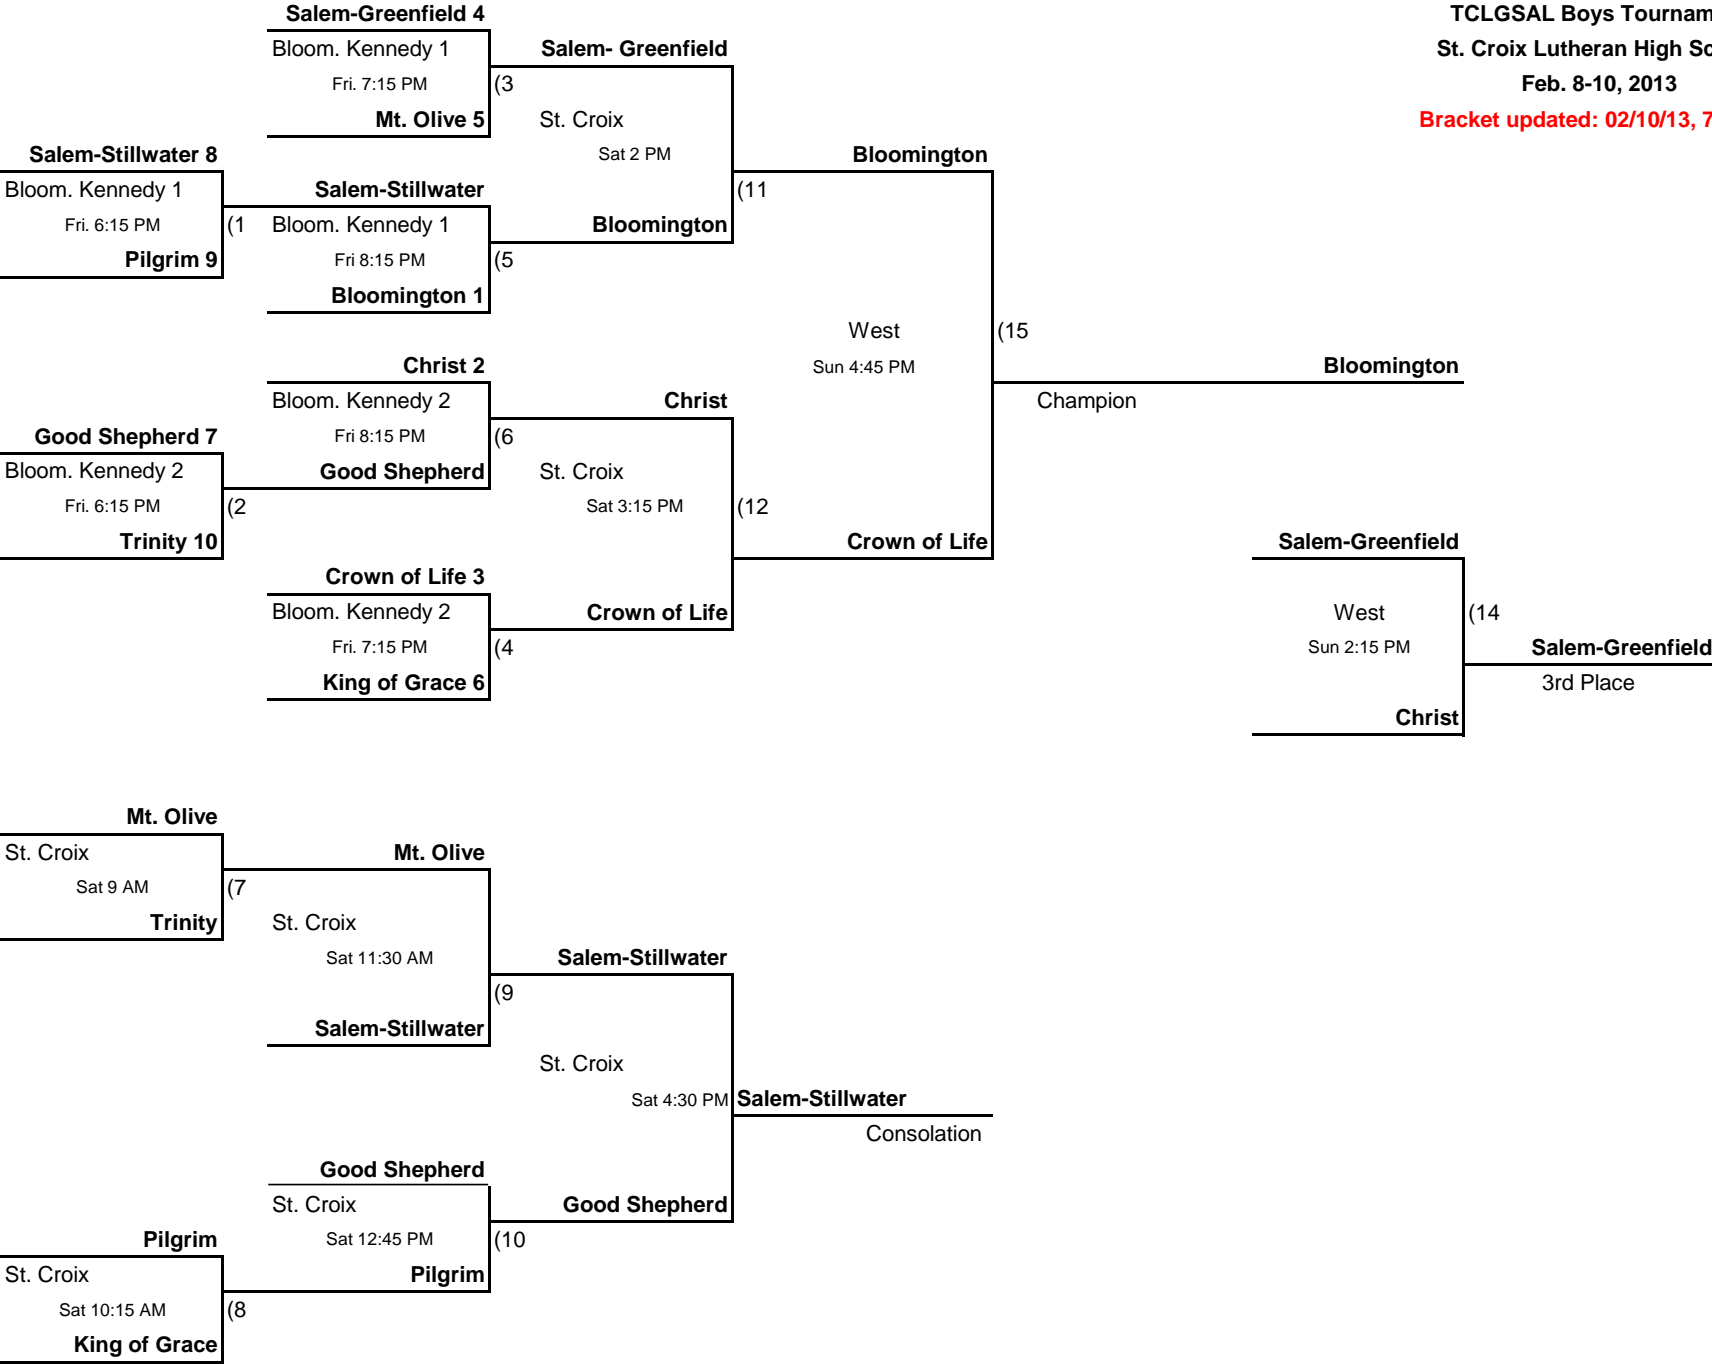 Salem-Greenfield 4
TCLGSAL Boys Tournam
Bloom. Kennedy 1
Salem- Greenfield
St. Croix Lutheran High Sc
Fri. 7:15 PM
(3
Feb. 8-10, 2013
Mt. Olive 5
St. Croix
Bracket updated: 02/10/13, 7
Salem-Stillwater 8
Sat 2 PM
Bloomington
Bloom. Kennedy 1
Salem-Stillwater
(11
Fri. 6:15 PM
(1
Bloom. Kennedy 1
Bloomington
Pilgrim 9
Fri 8:15 PM
(5
Bloomington 1
West
(15
Christ 2
Sun 4:45 PM
Bloomington
Bloom. Kennedy 2
Christ
Champion
Good Shepherd 7
Fri 8:15 PM
(6
Bloom. Kennedy 2
Good Shepherd
St. Croix
Fri. 6:15 PM
(2
Sat 3:15 PM
(12
Trinity 10
Crown of Life
Salem-Greenfield
Crown of Life 3
Bloom. Kennedy 2
Crown of Life
West
(14
Fri. 7:15 PM
(4
Sun 2:15 PM
Salem-Greenfield
King of Grace 6
3rd Place
Christ
Mt. Olive
St. Croix
Mt. Olive
Sat 9 AM
(7
Trinity
St. Croix
Sat 11:30 AM
Salem-Stillwater
(9
Salem-Stillwater
St. Croix
Sat 4:30 PM
Salem-Stillwater
Consolation
Good Shepherd
St. Croix
Good Shepherd
Pilgrim
Sat 12:45 PM
(10
St. Croix
Pilgrim
Sat 10:15 AM
(8
King of Grace